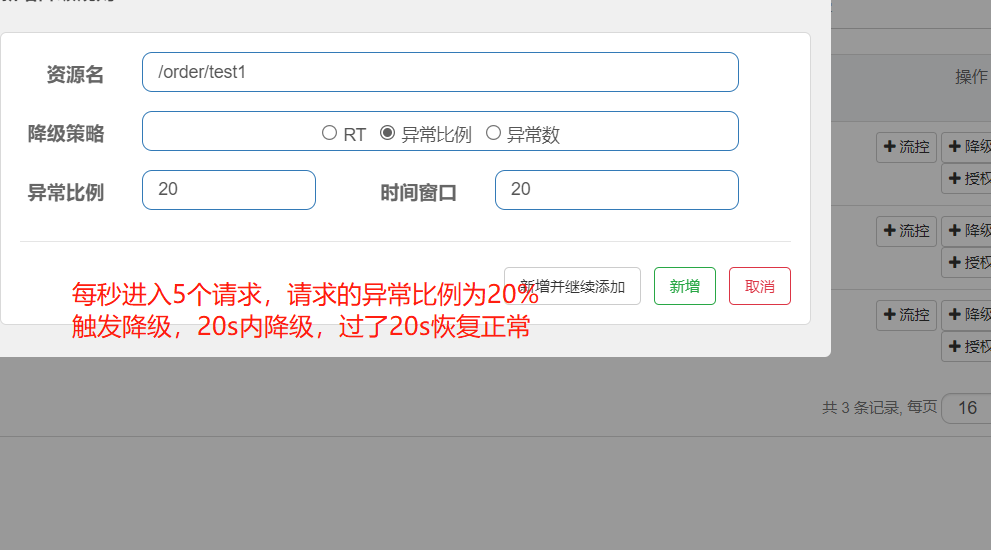 资源名
/order/test1
降级策略
RT 异常比例 异常数
异常比例
20
时间窗口
20
新增并继续添加
新增
取消
每秒进入5个请求，请求的异常比例为20%
触发降级，20s内降级，过了20s恢复正常
操作
流控
降级
授权
流控
降级
授权
流控
降级
授权
共 3 条记录, 每页
16